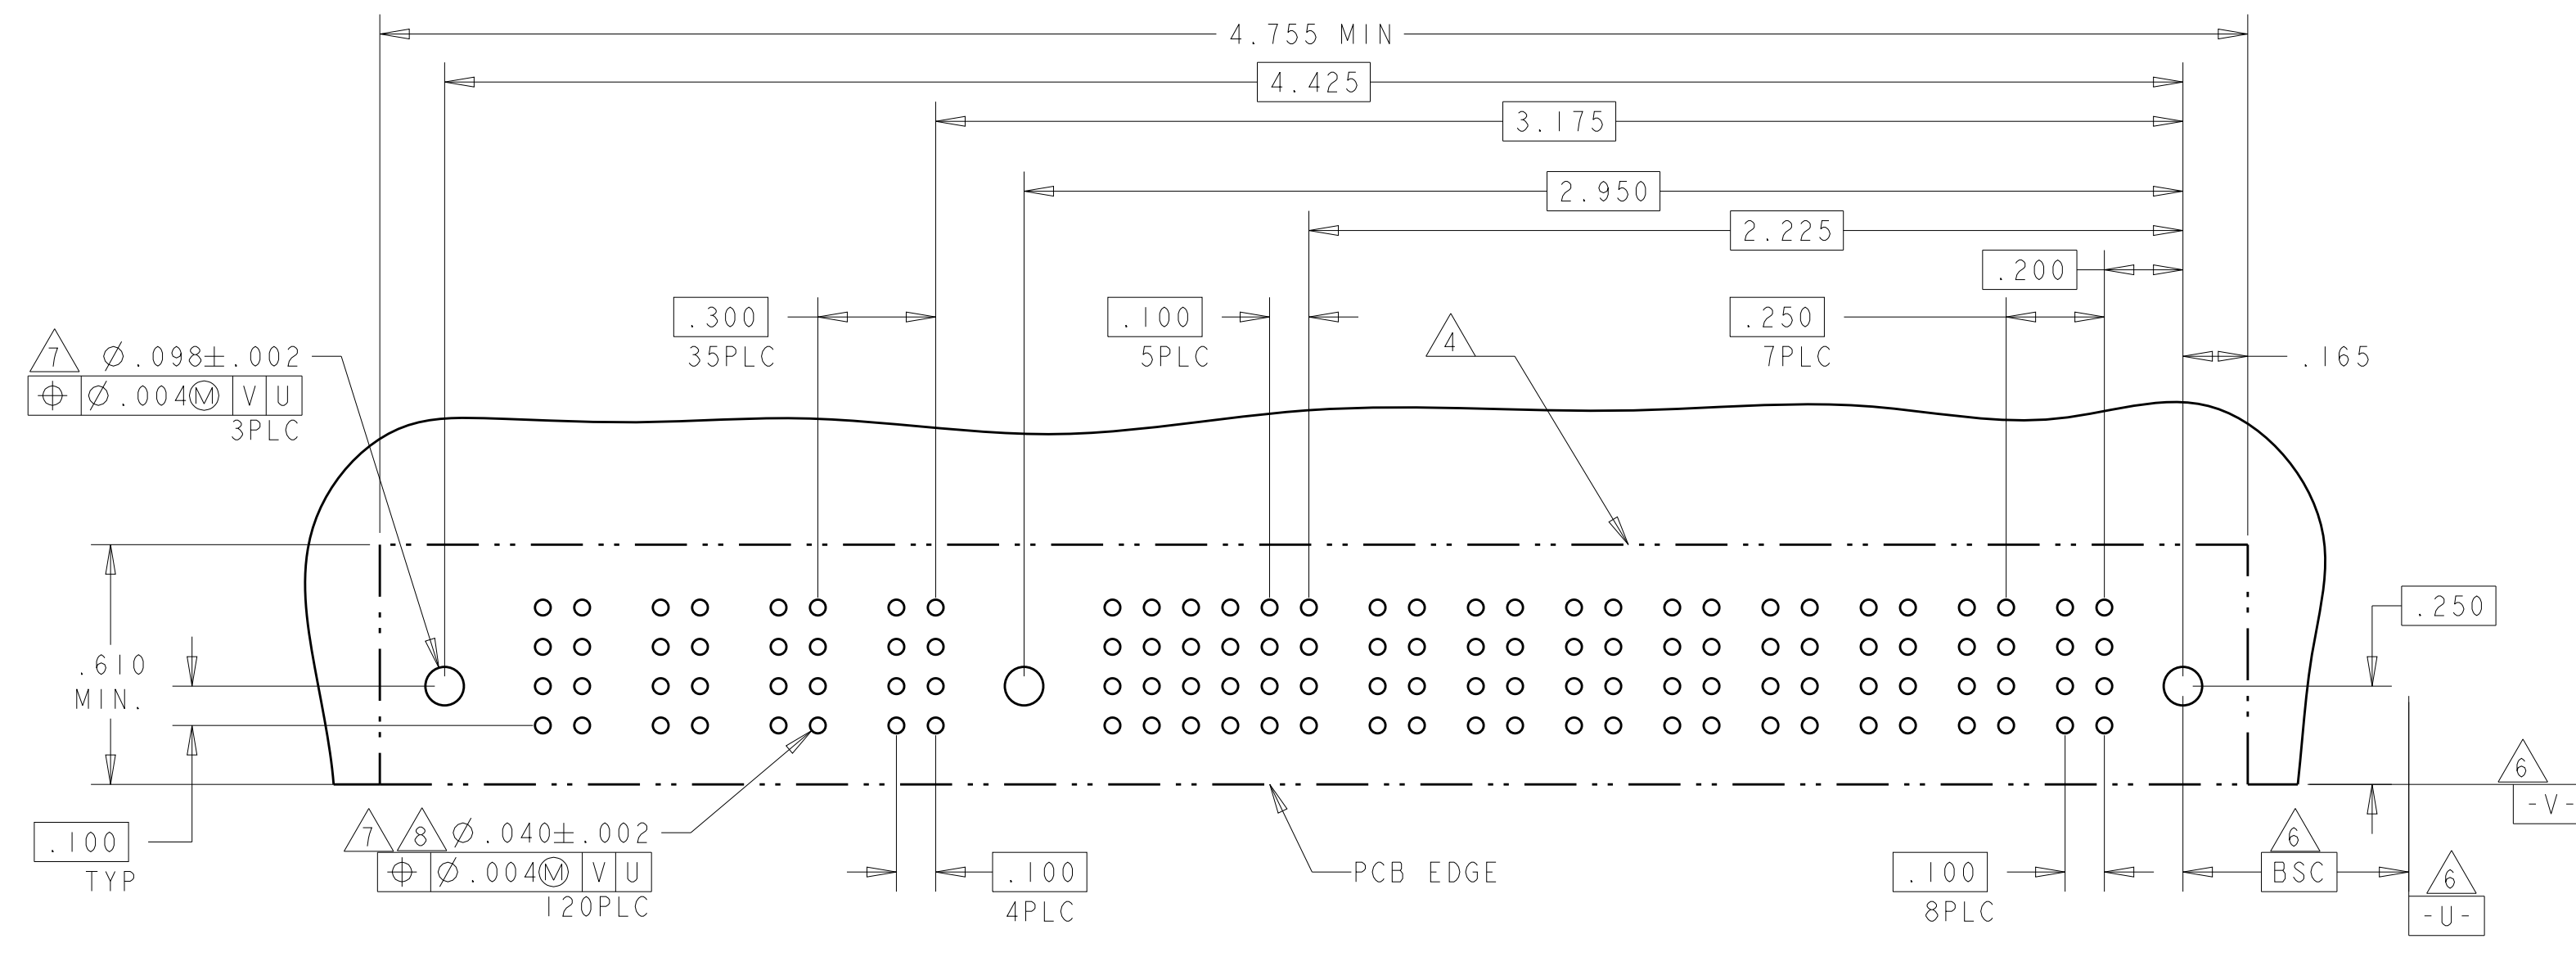 4.755 MIN
4.425
3.175
2.950
2.225
.200
.300
35PLC
.100
5PLC
4
.250
7PLC
.165
7 Ø.098±.002
⌖ Ø.004Ⓜ V U
3PLC
.610
MIN.
.250
.100
TYP
7 8 Ø.040±.002
⌖ Ø.004Ⓜ V U
120PLC
.100
4PLC
PCB EDGE
.100
8PLC
6
BSC
6
-V-
6
-U-